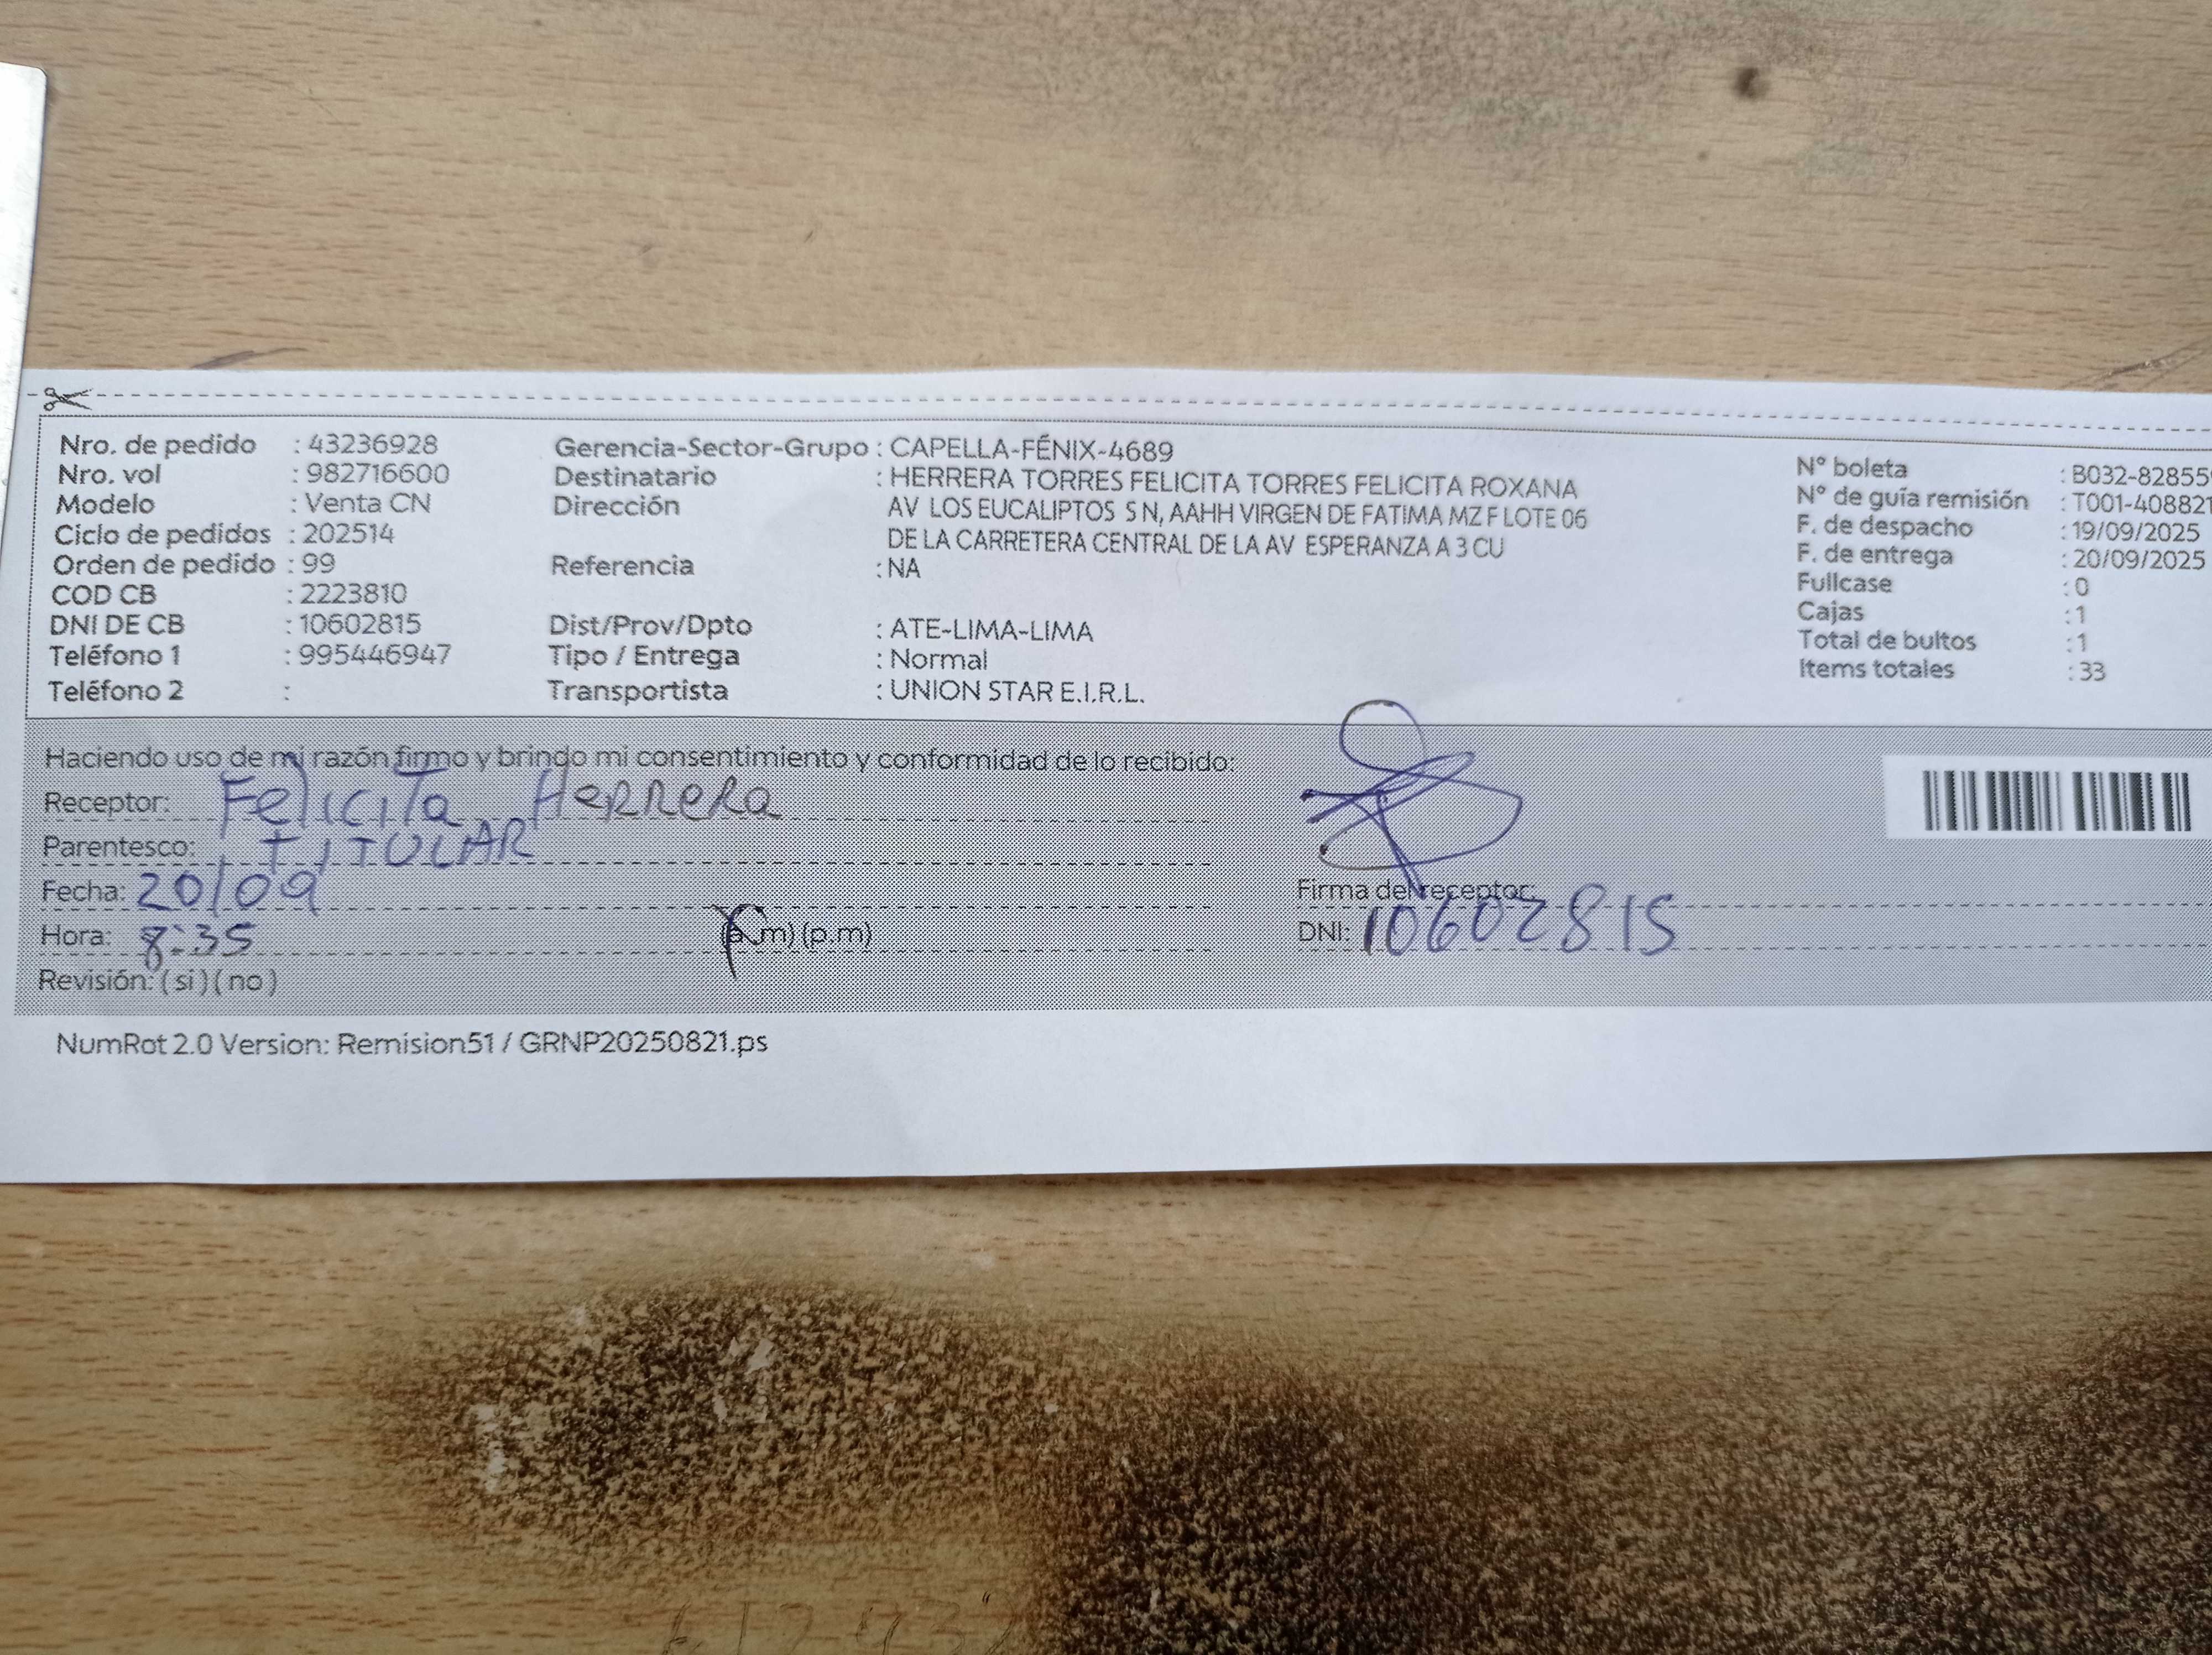 Nro. de pedido : 43236928
Nro. vol : 982716600
Modelo : Venta CN
Ciclo de pedidos : 202514
Orden de pedido : 99
COD CB : 2223810
DNI DE CB : 10602815
Teléfono 1 : 995446947
Teléfono 2 :
Gerencia-Sector-Grupo : CAPELLA-FÉNIX-4689
Destinatario : HERRERA TORRES FELICITA TORRES FELICITA ROXANA
Dirección AV LOS EUCALIPTOS S N, AAHH VIRGEN DE FATIMA MZ F LOTE 06
DE LA CARRETERA CENTRAL DE LA AV ESPERANZA A 3 CU
Referencia : NA
Dist/Prov/Dpto : ATE-LIMA-LIMA
Tipo / Entrega : Normal
Transportista : UNION STAR E.I.R.L.
N° boleta : B032-82855
N° de guía remisión : T001-408821
F. de despacho : 19/09/2025
F. de entrega : 20/09/2025
Fullcase : 0
Cajas : 1
Total de bultos : 1
Items totales : 33
Haciendo uso de mi razón firmo y brindo mi consentimiento y conformidad de lo recibido:
Receptor: Felicita Herrera
Parentesco: TITULAR
Fecha: 20/09
Hora: 8:35 (a.m) (p.m)
Revisión: ( si ) ( no )
Firma del receptor:
DNI: 10602815
NumRot 2.0 Version: Remision51 / GRNP20250821.ps